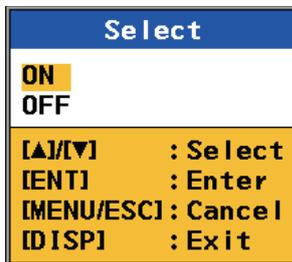 Select
ON
OFF
[▲]/[▼] :Select
[ENT] :Enter
[MENU/ESC]:Cancel
[DISP] :Exit